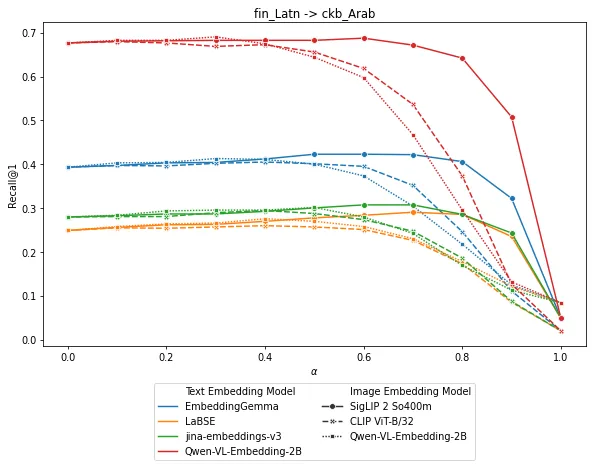 fin_Latn -> ckb_Arab
Recall@1
0.7
0.6
0.5
0.4
0.3
0.2
0.1
0.0
0.0 0.2 0.4 0.6 0.8 1.0
α
Text Embedding Model Image Embedding Model
EmbeddingGemma SigLIP 2 So400m
LaBSE CLIP ViT-B/32
jina-embeddings-v3 Qwen-VL-Embedding-2B
Qwen-VL-Embedding-2B